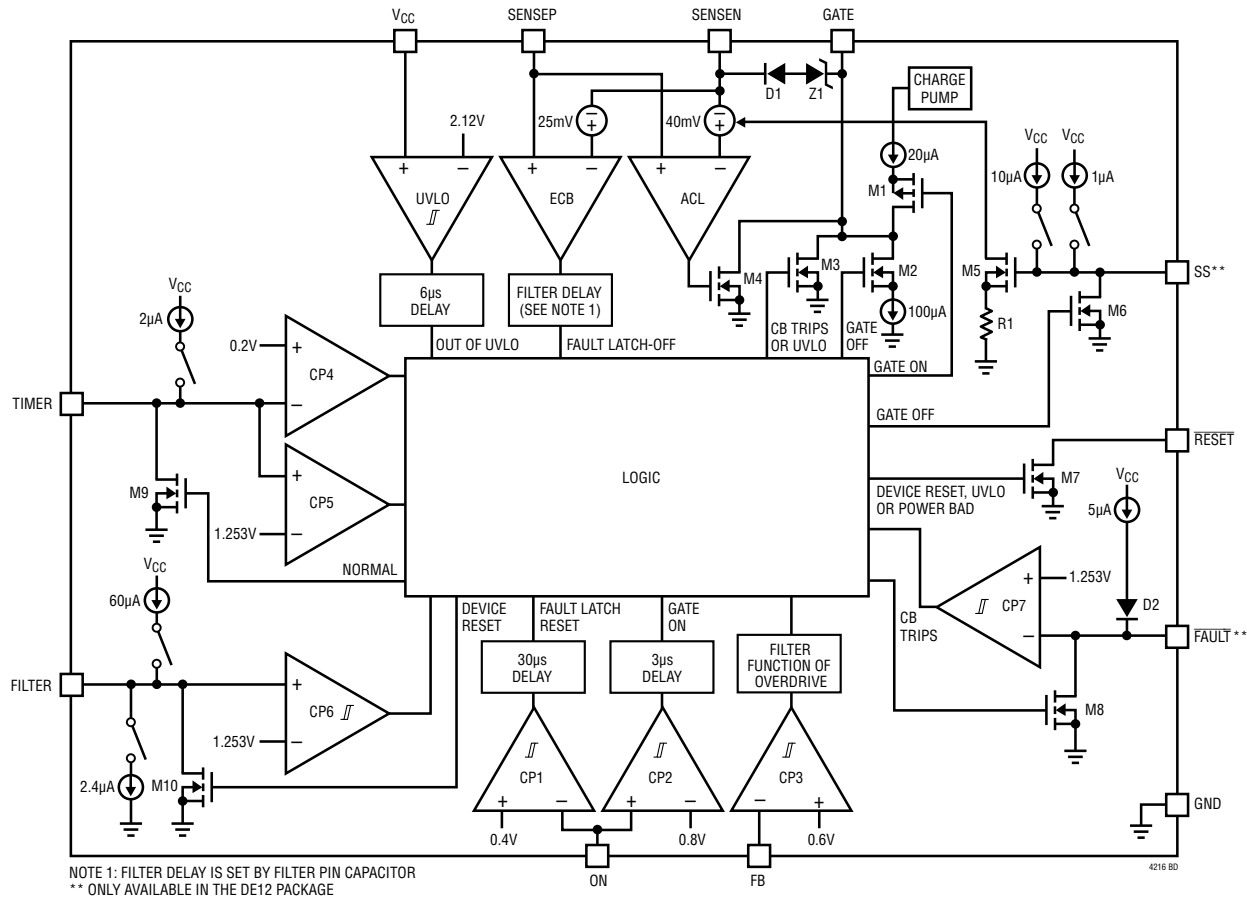 VCC
SENSEP
SENSEN
GATE
CHARGE
PUMP
D1
Z1
2.12V
25mV
40mV
VCC
VCC
20µA
10µA
1µA
M1
+
−
UVLO
+
−
ECB
+
−
ACL
M4
M3
M2
M5
SS**
6µs
DELAY
FILTER DELAY
(SEE NOTE 1)
100µA
R1
M6
VCC
2µA
CB TRIPS
OR UVLO
GATE
OFF
0.2V
+
CP4
−
OUT OF UVLO
FAULT LATCH-OFF
GATE ON
TIMER
GATE OFF
RESET
LOGIC
M9
+
CP5
−
1.253V
M7
DEVICE RESET, UVLO
OR POWER BAD
VCC
5µA
NORMAL
VCC
60µA
+
1.253V
CP7
−
D2
DEVICE
RESET
FAULT LATCH
RESET
GATE
ON
CB
TRIPS
FAULT**
FILTER
+
CP6
−
1.253V
30µs
DELAY
3µs
DELAY
FILTER
FUNCTION OF
OVERDRIVE
M8
2.4µA
M10
CP1
CP2
CP3
+
−
+
−
−
+
0.4V
0.8V
0.6V
GND
NOTE 1: FILTER DELAY IS SET BY FILTER PIN CAPACITOR
** ONLY AVAILABLE IN THE DE12 PACKAGE
ON
FB
4216 BD